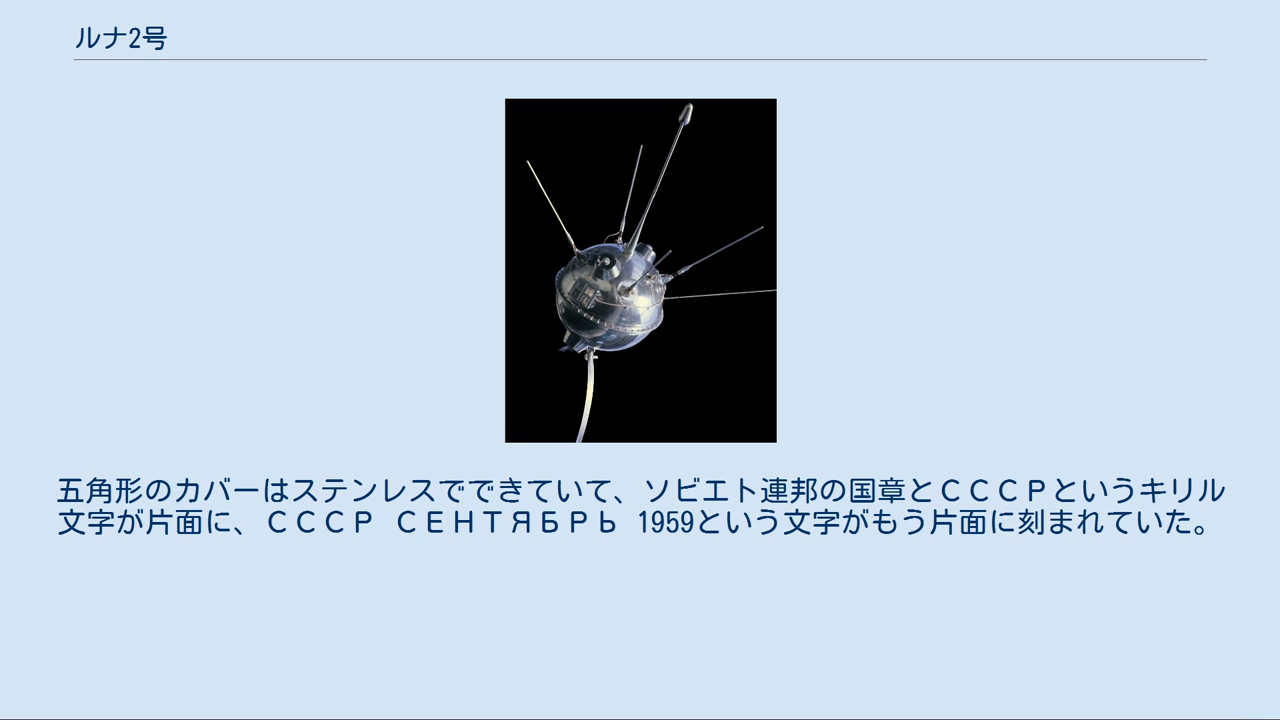 ルナ2号
五角形のカバーはステンレスでできていて、ソビエト連邦の国章とＣＣＣＰというキリル
文字が片面に、ＣＣＣＰ ＣЕНТЯБРЬ 1959という文字がもう片面に刻まれていた。